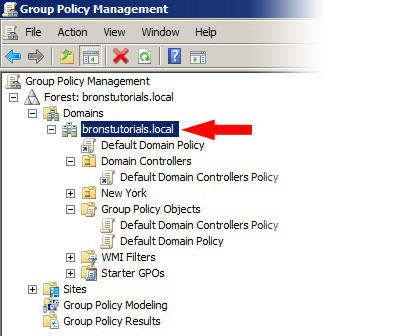 Group Policy Management
File Action View Window Help
Group Policy Management
Forest: bronstutorials.local
Domains
bronstutorials.local
Default Domain Policy
Domain Controllers
Default Domain Controllers Policy
New York
Group Policy Objects
Default Domain Controllers Policy
Default Domain Policy
WMI Filters
Starter GPOs
Sites
Group Policy Modeling
Group Policy Results